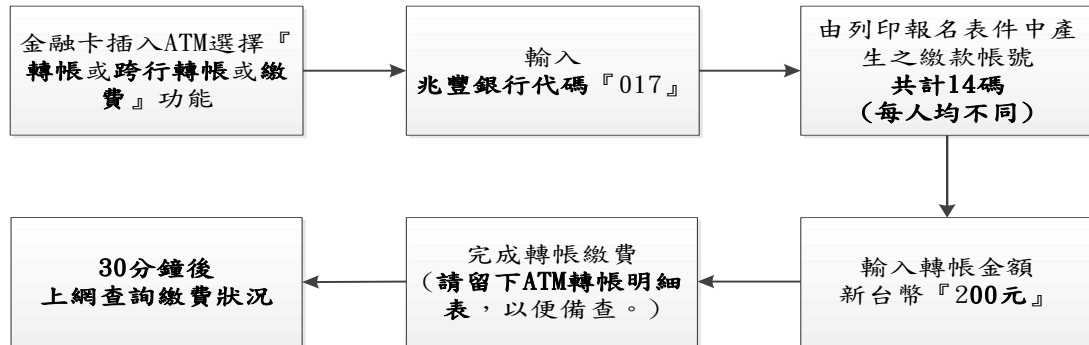 金融卡插入ATM選擇『
轉帳或跨行轉帳或繳
費』功能
輸入
兆豐銀行代碼『017』
由列印報名表件中產
生之繳款帳號
共計14碼
(每人均不同)
輸入轉帳金額
新台幣『200元』
完成轉帳繳費
(請留下ATM轉帳明細
表，以便備查。)
30分鐘後
上網查詢繳費狀況